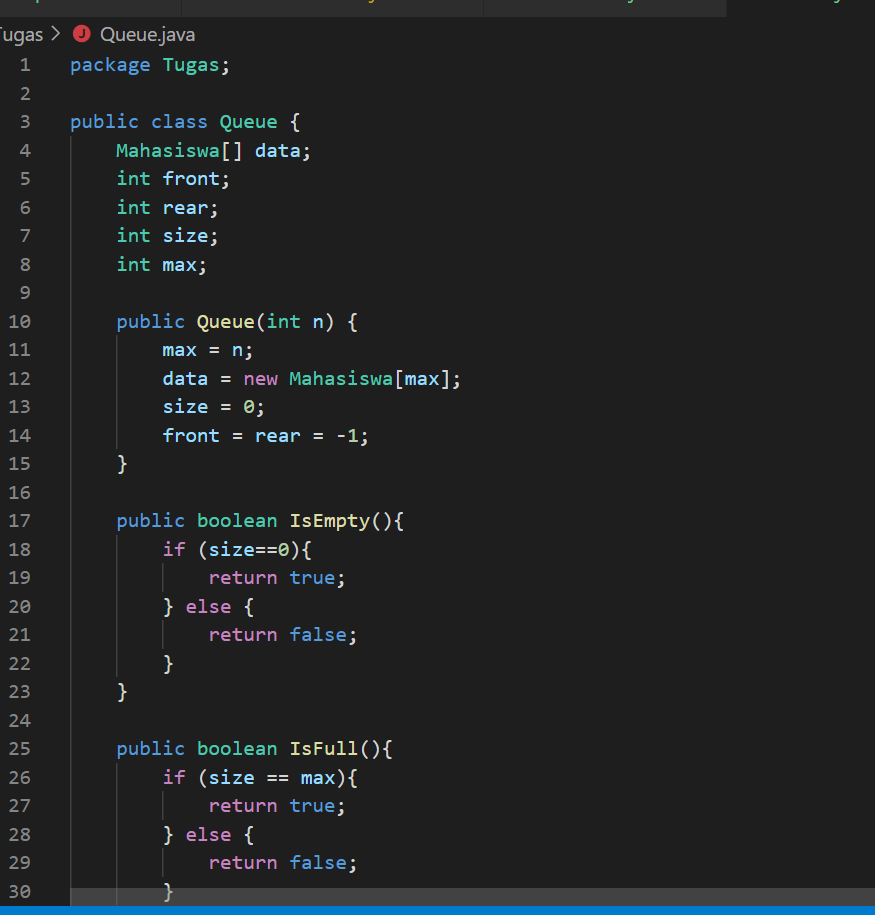 Tugas > J Queue.java
1 package Tugas;
2
3 public class Queue {
4     Mahasiswa[] data;
5     int front;
6     int rear;
7     int size;
8     int max;
9
10     public Queue(int n) {
11         max = n;
12         data = new Mahasiswa[max];
13         size = 0;
14         front = rear = -1;
15     }
16
17     public boolean IsEmpty(){
18         if (size==0){
19             return true;
20         } else {
21             return false;
22         }
23     }
24
25     public boolean IsFull(){
26         if (size == max){
27             return true;
28         } else {
29             return false;
30         }